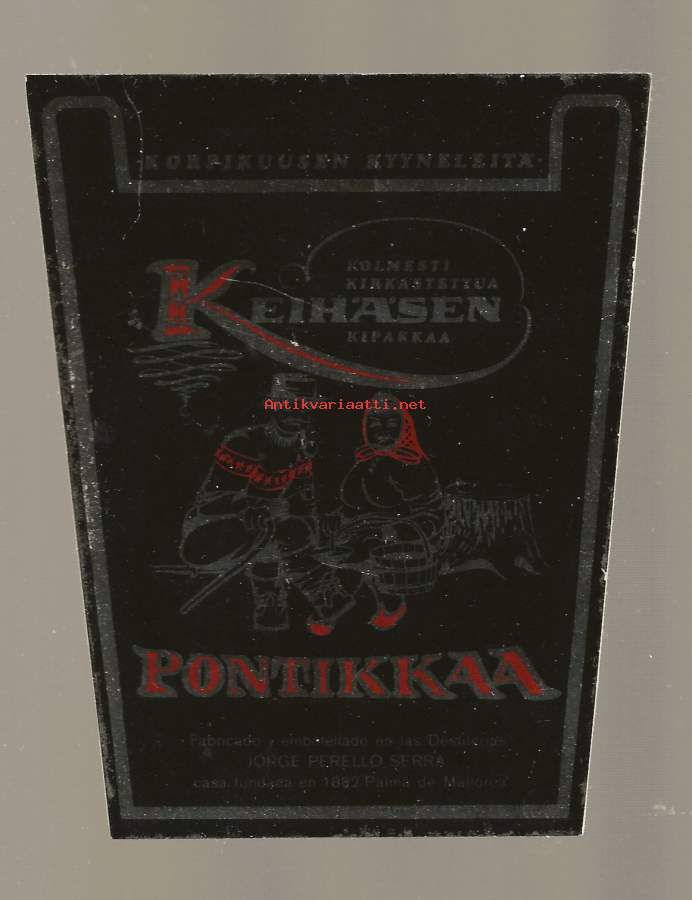 ·KORPIKUUSEN KYYNELEITÄ·
KOLMESTI
KIRKASTETTUA
KEIHÄSEN
KIPAKKAA
Antikvariaatti.net
PONTIKKAA
Fabricado y embotellado en las Destilerias
JORGE PERELLO SERRA
casa fundada en 1882 Palma de Mallorca